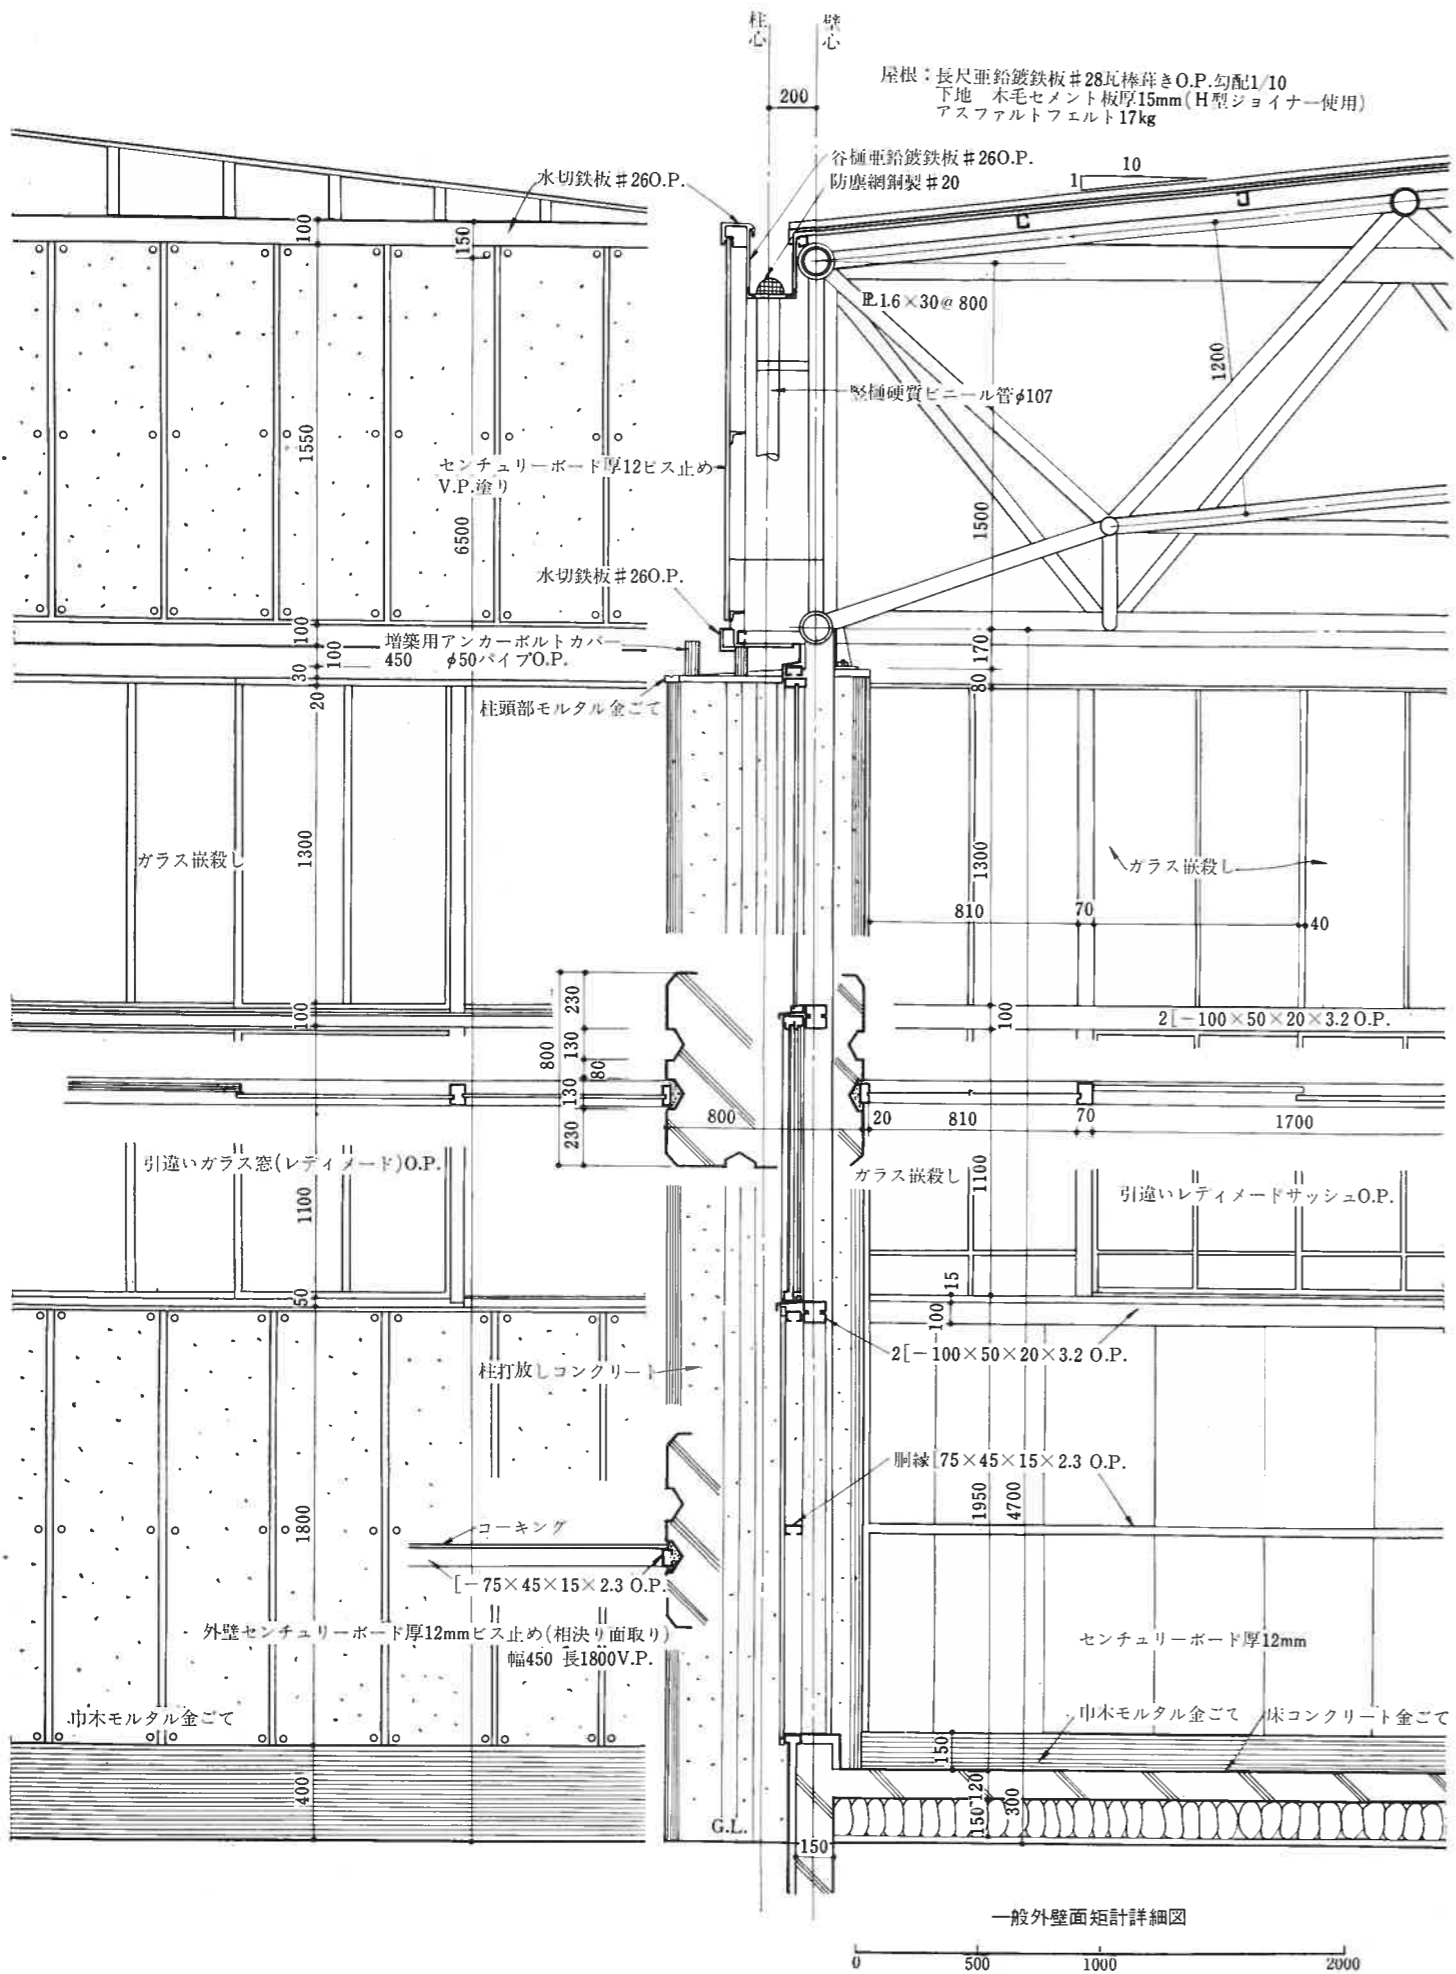 柱心
壁心
屋根：長尺亜鉛鍍鉄板＃28瓦棒葺きO.P.勾配1/10
下地　木毛セメント板厚15mm(H型ジョイナー使用)
アスファルトフェルト17kg
200
谷樋亜鉛鍍鉄板＃26O.P.
防塵網銅製＃20
10
1
水切鉄板＃26O.P.
100
150
PL1.6×30@800
1200
竪樋硬質ビニール管φ107
1550
センチュリーボード厚12ビス止め
V.P.塗り
6500
1500
水切鉄板＃26O.P.
100
100
増築用アンカーボルトカバー
450　φ50パイプO.P.
170
30
80
20
柱頭部モルタル金ごて
ガラス嵌殺し
1300
1300
ガラス嵌殺し
810
70
40
230
100
100
2[－100×50×20×3.2 O.P.
800
130
80
130
230
800
20
810
70
1700
引違いガラス窓(レディメード)O.P.
ガラス嵌殺し
1100
1100
引違いレディメードサッシュO.P.
50
15
100
2[－100×50×20×3.2 O.P.
柱打放しコンクリート
胴縁[75×45×15×2.3 O.P.
1950
4700
1800
コーキング
[－75×45×15×2.3 O.P.
外壁センチュリーボード厚12mmビス止め(相決り面取り)
幅450 長1800V.P.
センチュリーボード厚12mm
巾木モルタル金ごて
巾木モルタル金ごて
床コンクリート金ごて
150
400
120
150
300
G.L.
150
一般外壁面矩計詳細図
0
500
1000
2000